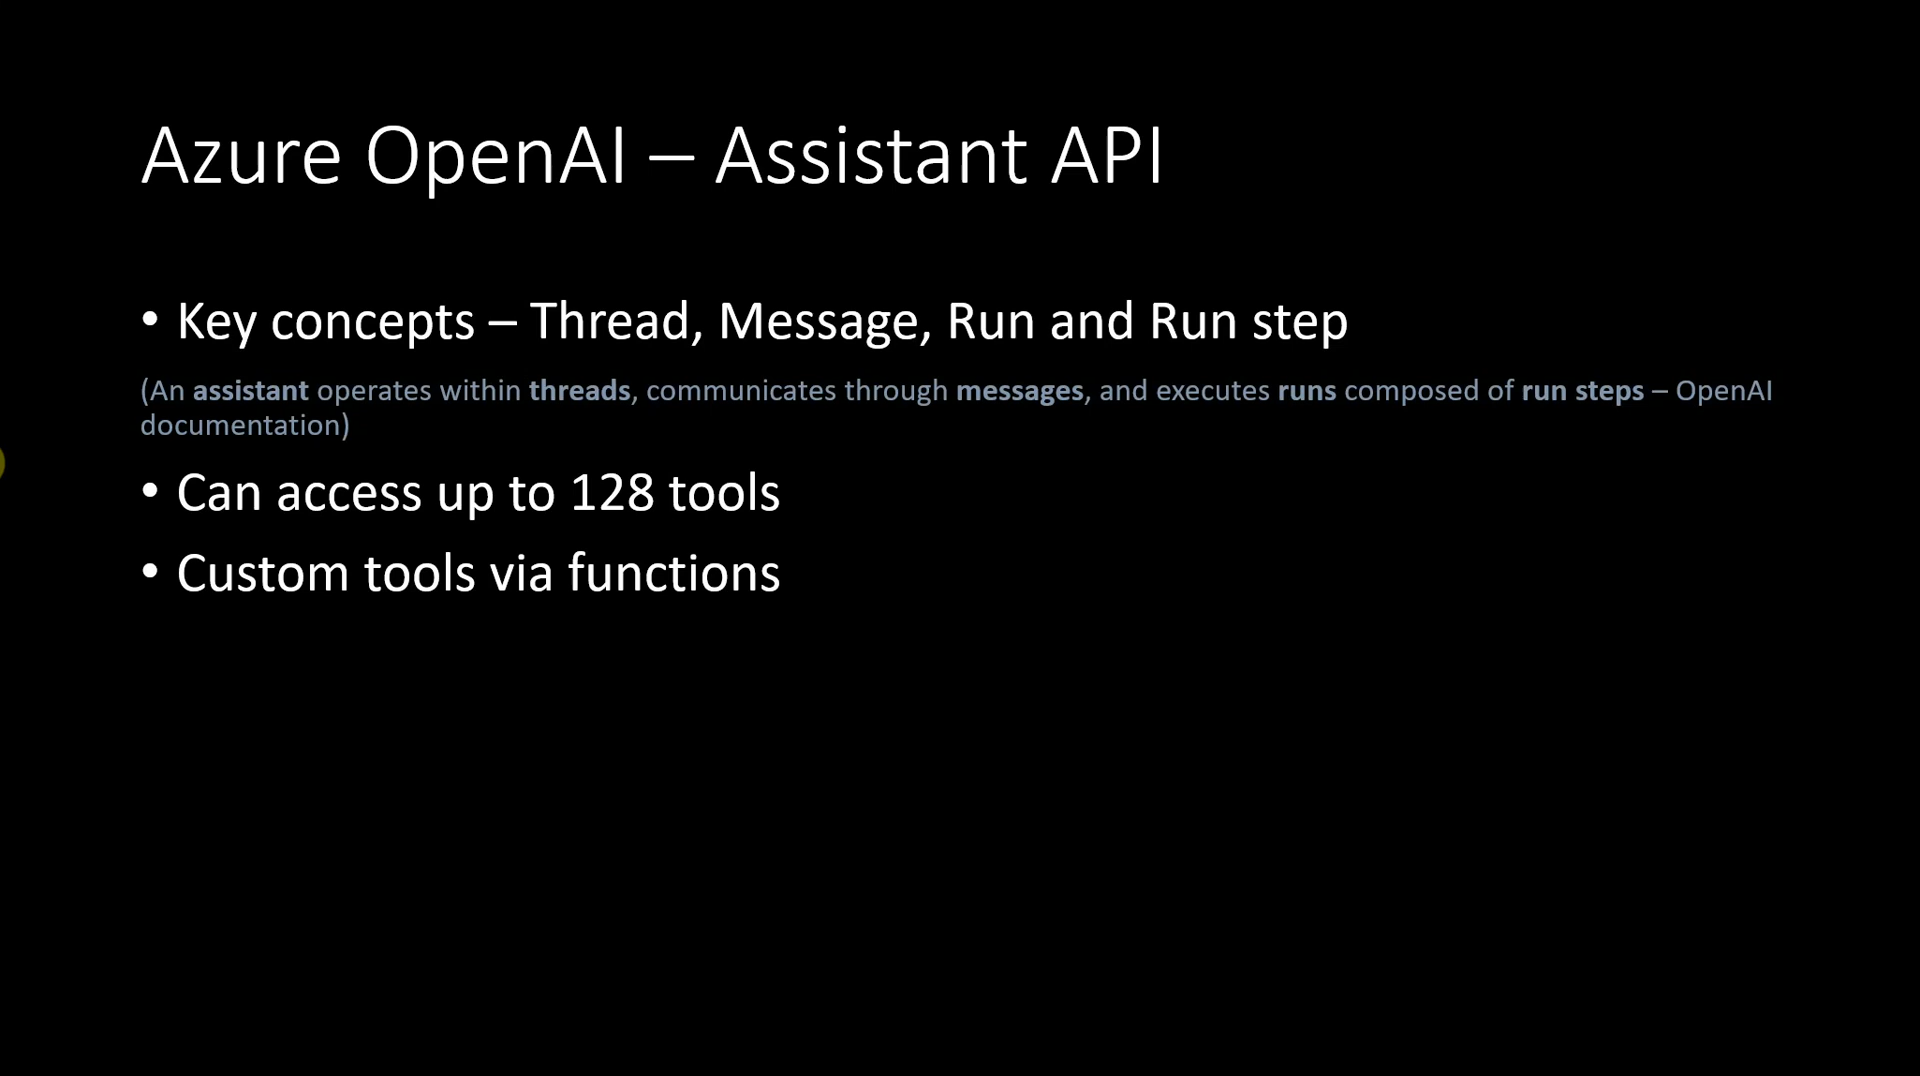 Azure OpenAI – Assistant API
• Key concepts – Thread, Message, Run and Run step
(An assistant operates within threads, communicates through messages, and executes runs composed of run steps – OpenAI
documentation)
• Can access up to 128 tools
• Custom tools via functions